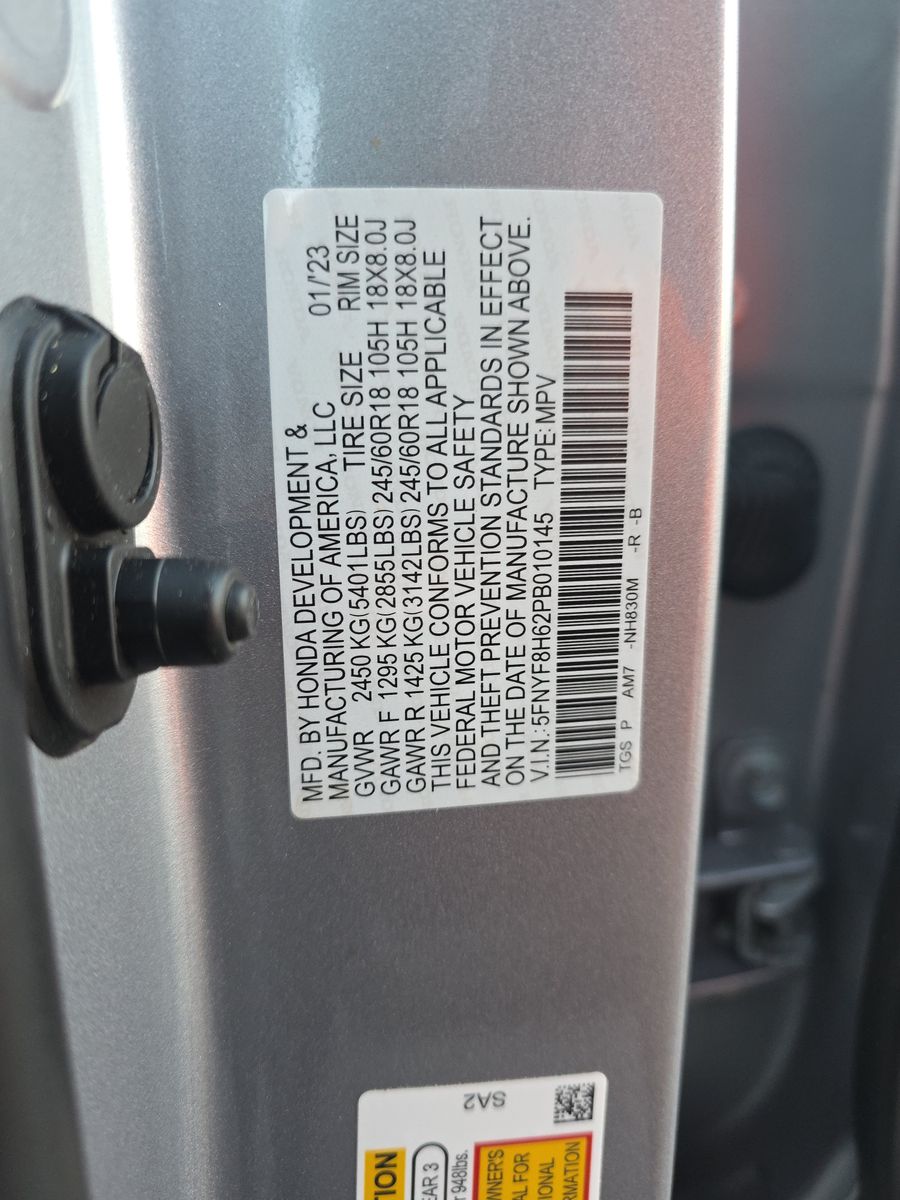 MFD. BY HONDA DEVELOPMENT &
MANUFACTURING OF AMERICA, LLC 01/'23
GVWR 2450 KG(5401LBS) TIRE SIZE RIM SIZE
GAWR F 1295 KG(2855LBS) 245/60R18 105H 18X8.0J
GAWR R 1425 KG(3142LBS) 245/60R18 105H 18X8.0J
THIS VEHICLE CONFORMS TO ALL APPLICABLE
FEDERAL MOTOR VEHICLE SAFETY
AND THEFT PREVENTION STANDARDS IN EFFECT
ON THE DATE OF MANUFACTURE SHOWN ABOVE.
V.I.N.: 5FNYF8H62PB010145 TYPE: MPV
TGS P AM7 -NH830M -R -B
SA2
948lbs.